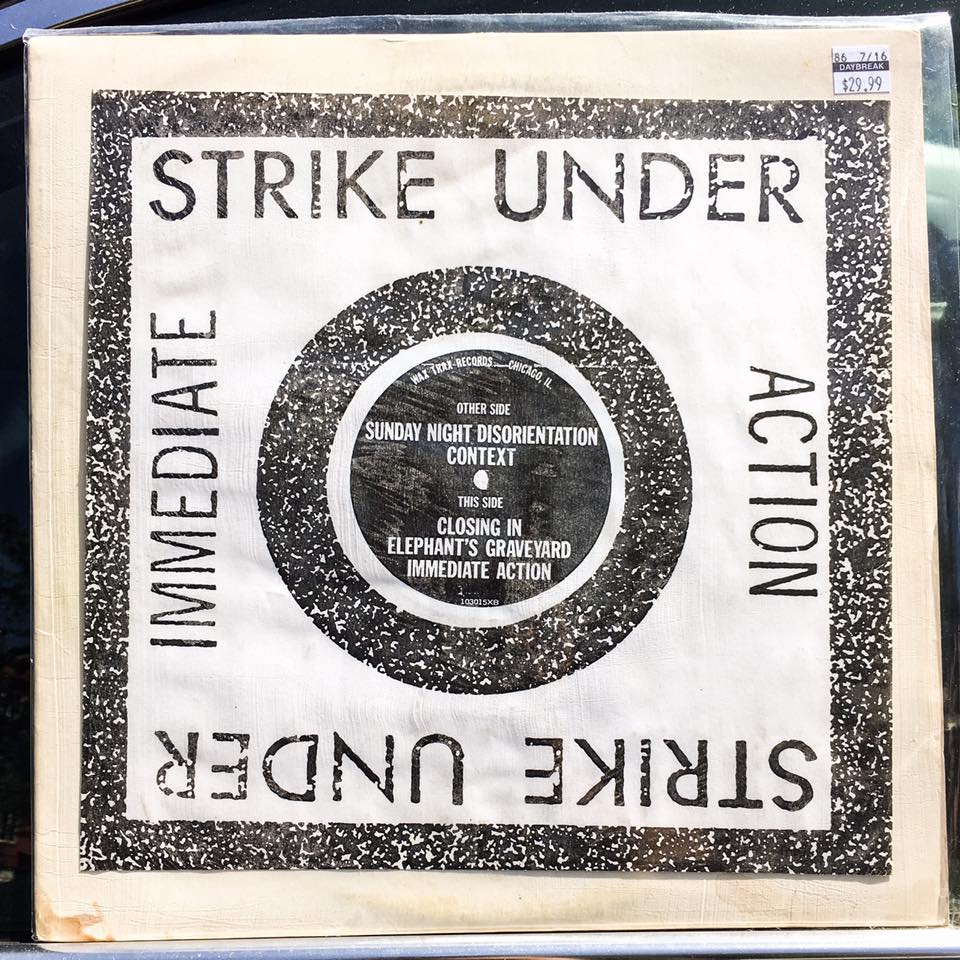 86 7/16
DAYBREAK
$29.99
STRIKE UNDER
IMMEDIATE
ACTION
WAX TRAX RECORDS — CHICAGO, IL
OTHER SIDE
SUNDAY NIGHT DISORIENTATION
CONTEXT
THIS SIDE
CLOSING IN
ELEPHANT'S GRAVEYARD
IMMEDIATE ACTION
103015XB
STRIKE UNDER